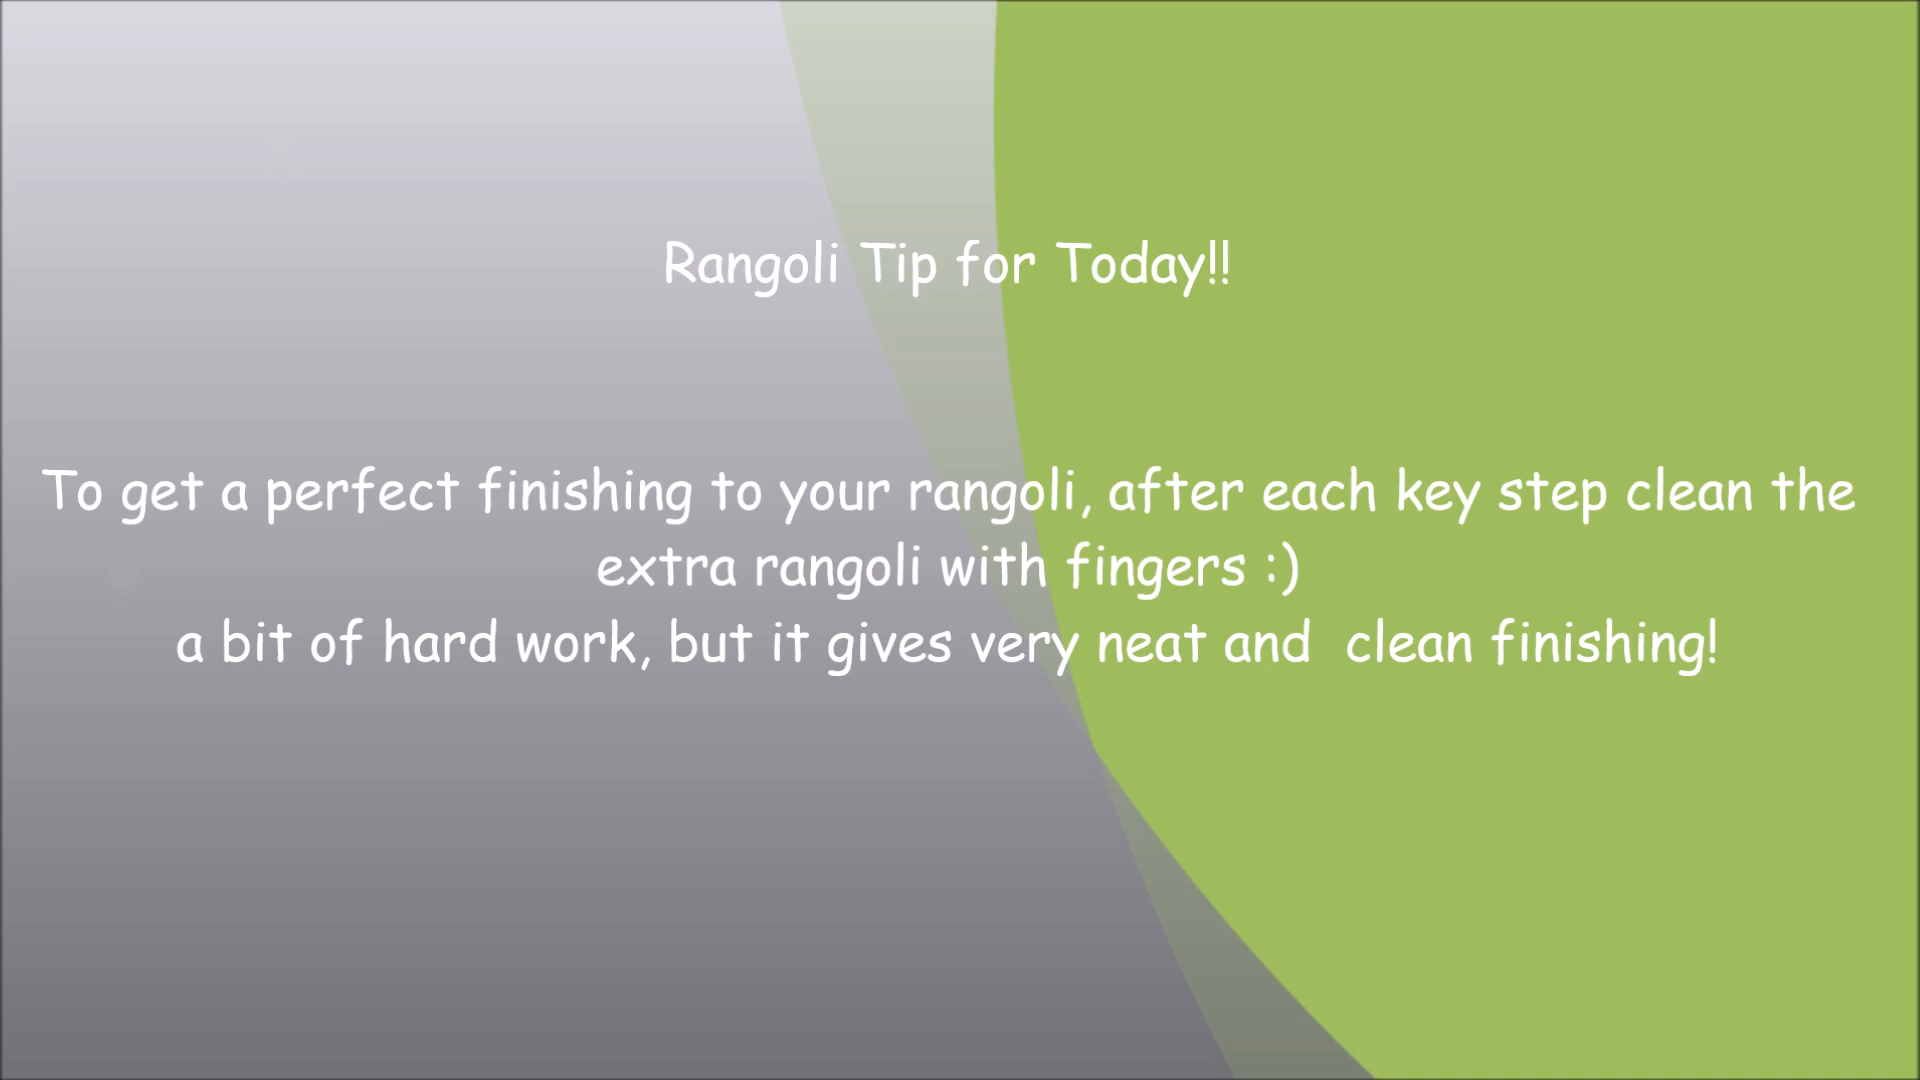 Rangoli Tip for Today!!
To get a perfect finishing to your rangoli, after each key step clean the
extra rangoli with fingers :)
a bit of hard work, but it gives very neat and  clean finishing!